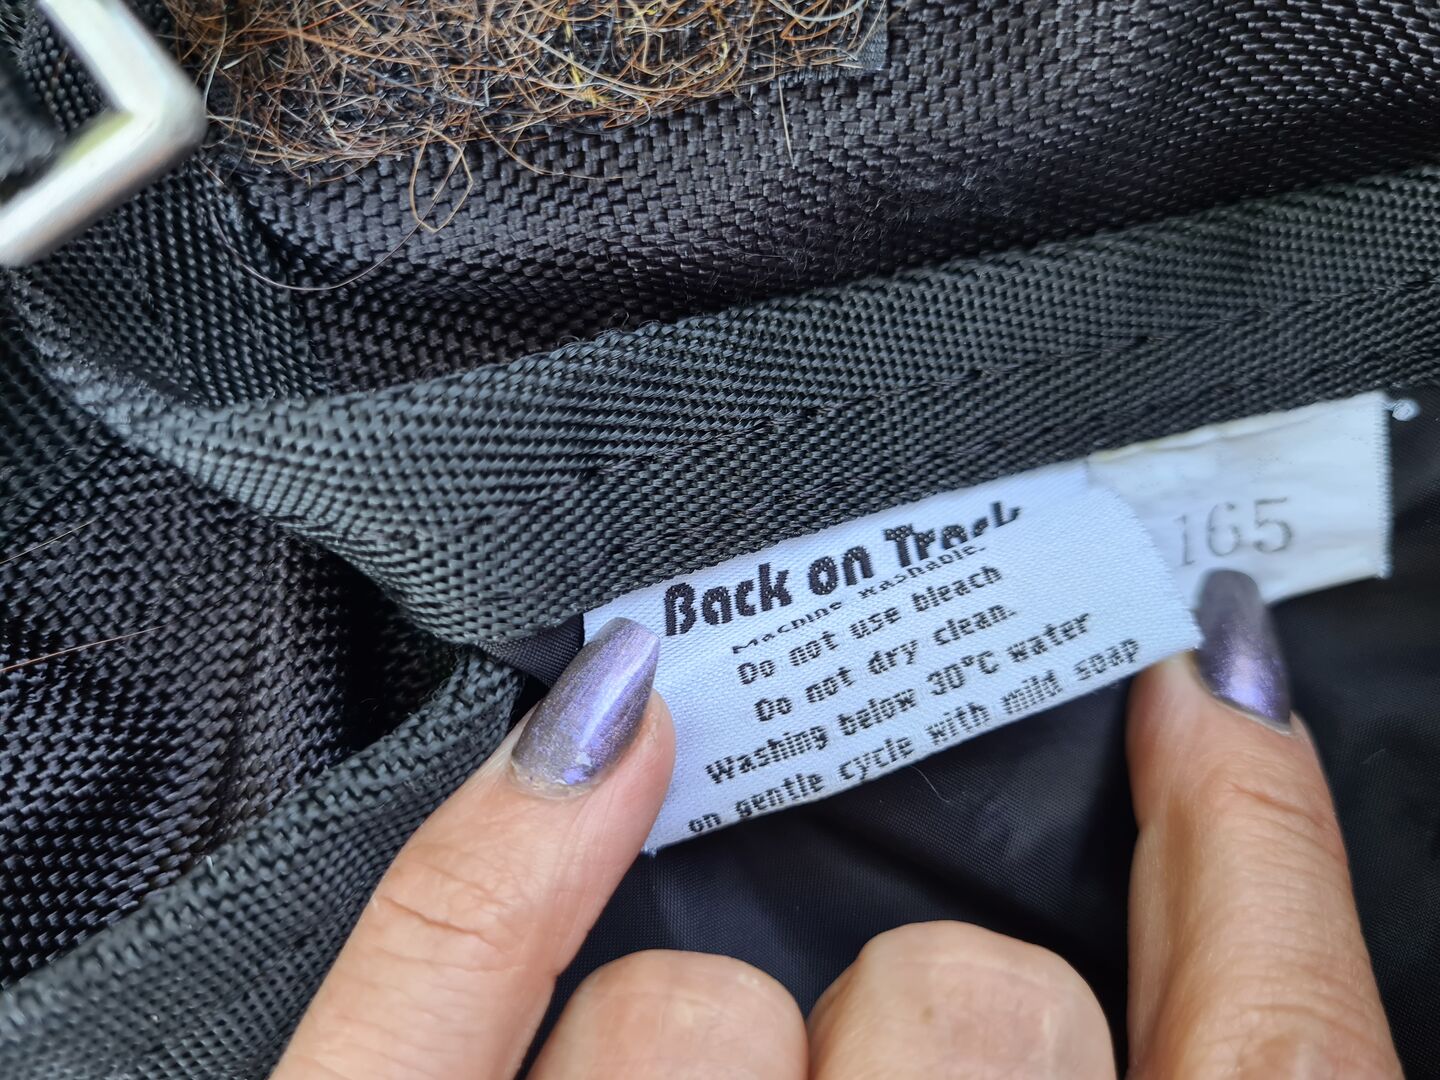 Back on Track
Machine washable.
Do not use bleach
Do not dry clean.
Washing below 30°C water
on gentle cycle with mild soap
165